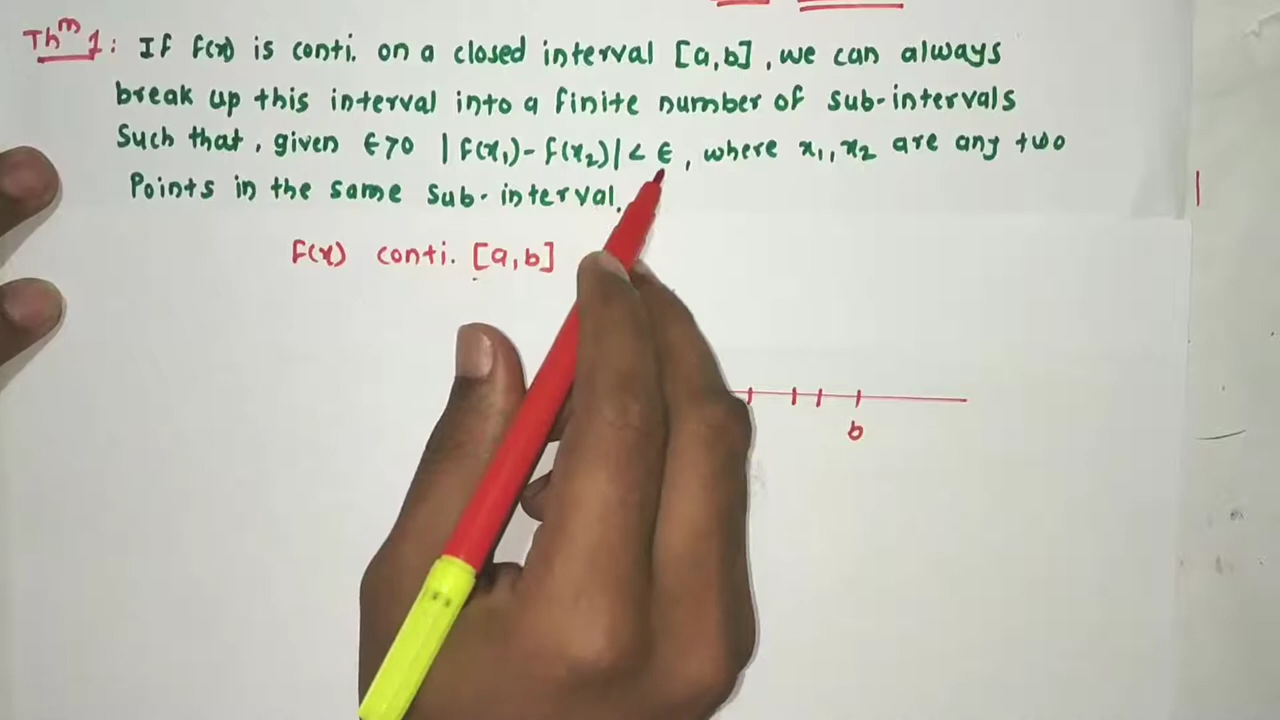 Thm 1: If f(x) is conti. on a closed interval [a,b], we can always
break up this interval into a finite number of sub-intervals
Such that, given ϵ>0 |f(x1)-f(x2)|< ϵ, where x1, x2 are any two
Points in the same sub-interval.
f(x) conti. [a,b]
b